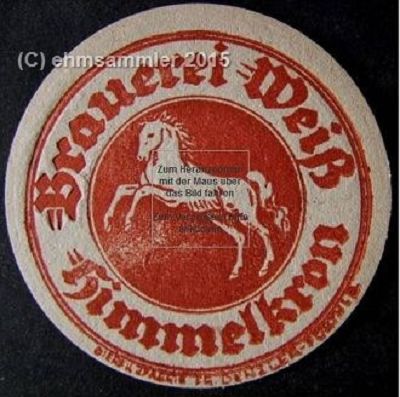 (C) ehmsammler 2015
Brauerei Weiß
Zum Heranzoomen
mit der Maus über
das Bild fahren
Himmelkron